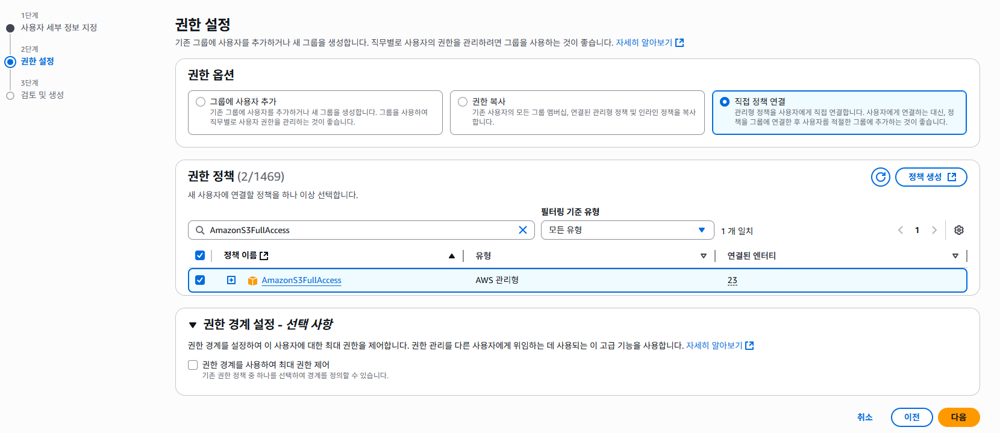 1단계
사용자 세부 정보 지정
2단계
권한 설정
3단계
검토 및 생성
권한 설정
기존 그룹에 사용자를 추가하거나 새 그룹을 생성합니다. 직무별로 사용자의 권한을 관리하려면 그룹을 사용하는 것이 좋습니다. 자세히 알아보기
권한 옵션
그룹에 사용자 추가
기존 그룹에 사용자를 추가하거나 새 그룹을 생성합니다. 그룹을 사용하여
직무별로 사용자 권한을 관리하는 것이 좋습니다.
권한 복사
기존 사용자의 모든 그룹 멤버십, 연결된 관리형 정책 및 인라인 정책을 복사
합니다.
직접 정책 연결
관리형 정책을 사용자에게 직접 연결합니다. 사용자에게 연결하는 대신, 정
책을 그룹에 연결한 후 사용자를 적절한 그룹에 추가하는 것이 좋습니다.
권한 정책 (2/1469)
정책 생성
새 사용자에 연결할 정책을 하나 이상 선택합니다.
필터링 기준 유형
AmazonS3FullAccess
모든 유형
1 개 일치
1
정책 이름
유형
연결된 엔터티
AmazonS3FullAccess
AWS 관리형
23
권한 경계 설정 - 선택 사항
권한 경계를 설정하여 이 사용자에 대한 최대 권한을 제어합니다. 권한 관리를 다른 사용자에게 위임하는 데 사용되는 이 고급 기능을 사용합니다. 자세히 알아보기
권한 경계를 사용하여 최대 권한 제어
기존 권한 정책 중 하나를 선택하여 경계를 정의할 수 있습니다.
취소
이전
다음